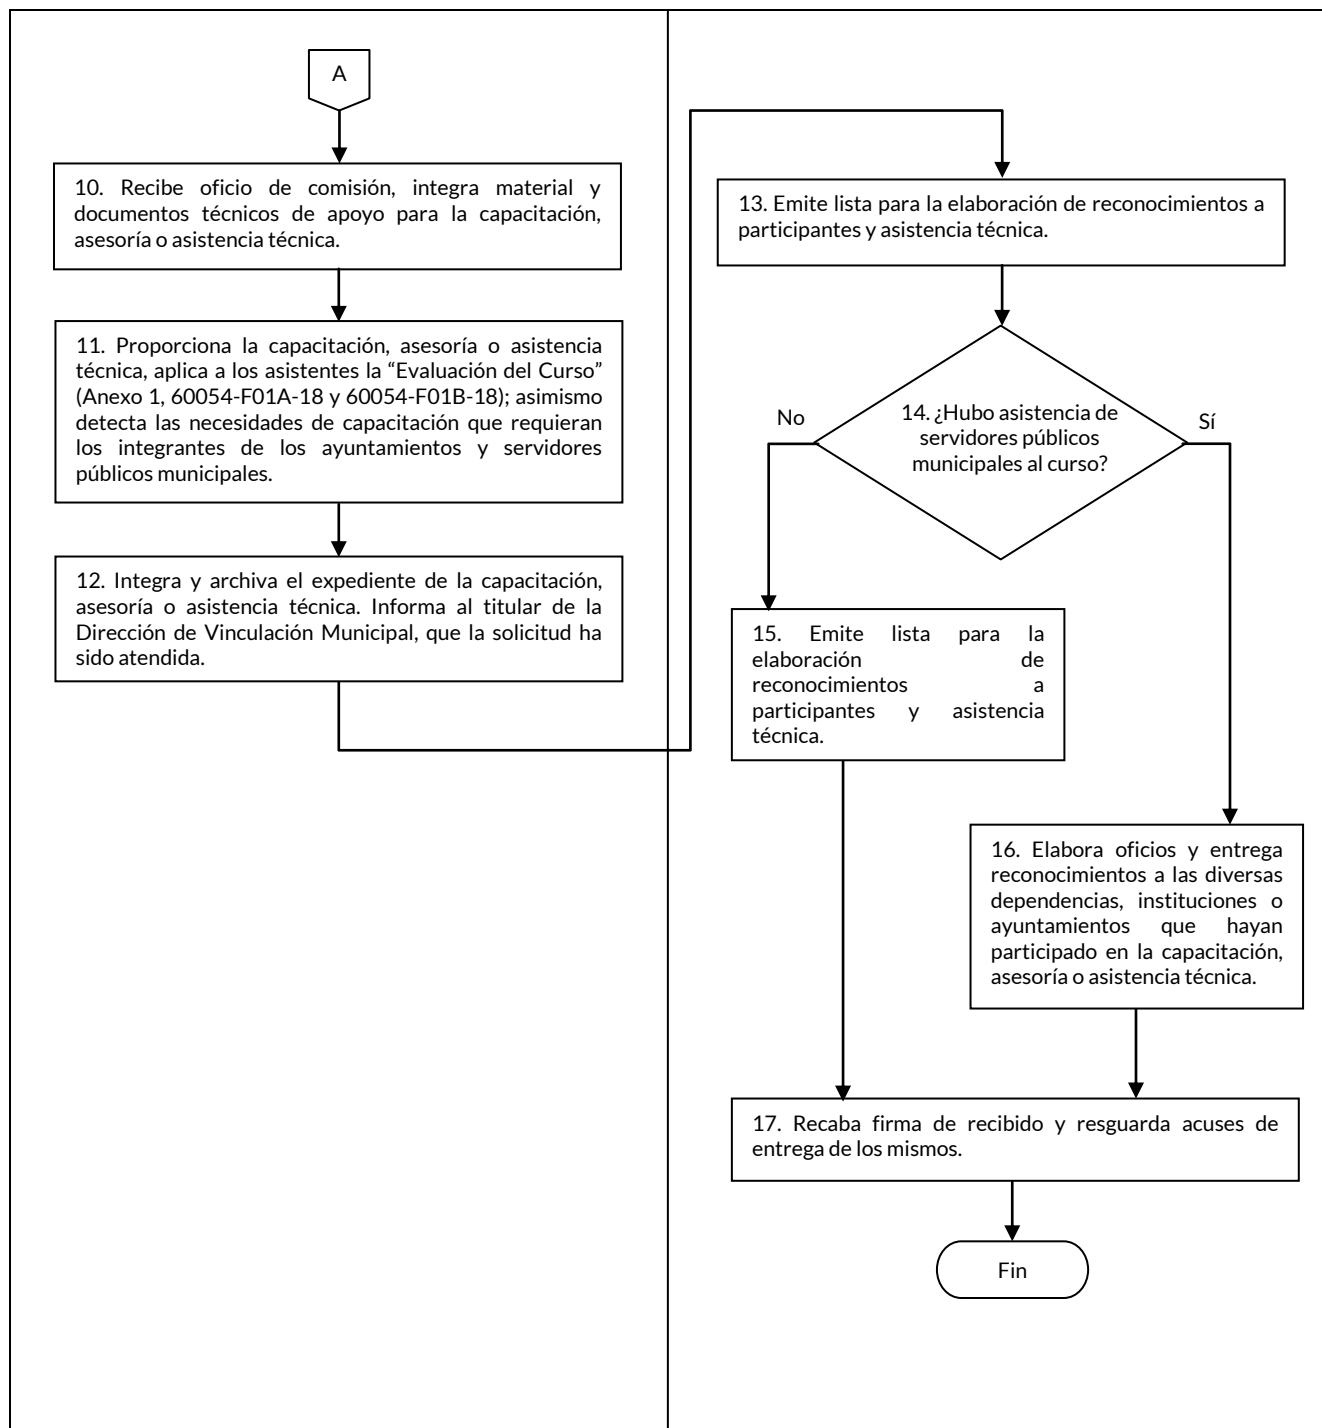 A
10. Recibe oficio de comisión, integra material y
documentos técnicos de apoyo para la capacitación,
asesoría o asistencia técnica.
11. Proporciona la capacitación, asesoría o asistencia
técnica, aplica a los asistentes la “Evaluación del Curso”
(Anexo 1, 60054-F01A-18 y 60054-F01B-18); asimismo
detecta las necesidades de capacitación que requieran
los integrantes de los ayuntamientos y servidores
públicos municipales.
12. Integra y archiva el expediente de la capacitación,
asesoría o asistencia técnica. Informa al titular de la
Dirección de Vinculación Municipal, que la solicitud ha
sido atendida.
13. Emite lista para la elaboración de reconocimientos a
participantes y asistencia técnica.
14. ¿Hubo asistencia de
servidores públicos
municipales al curso?
No
Sí
15. Emite lista para la
elaboración de
reconocimientos a
participantes y asistencia
técnica.
16. Elabora oficios y entrega
reconocimientos a las diversas
dependencias, instituciones o
ayuntamientos que hayan
participado en la capacitación,
asesoría o asistencia técnica.
17. Recaba firma de recibido y resguarda acuses de
entrega de los mismos.
Fin